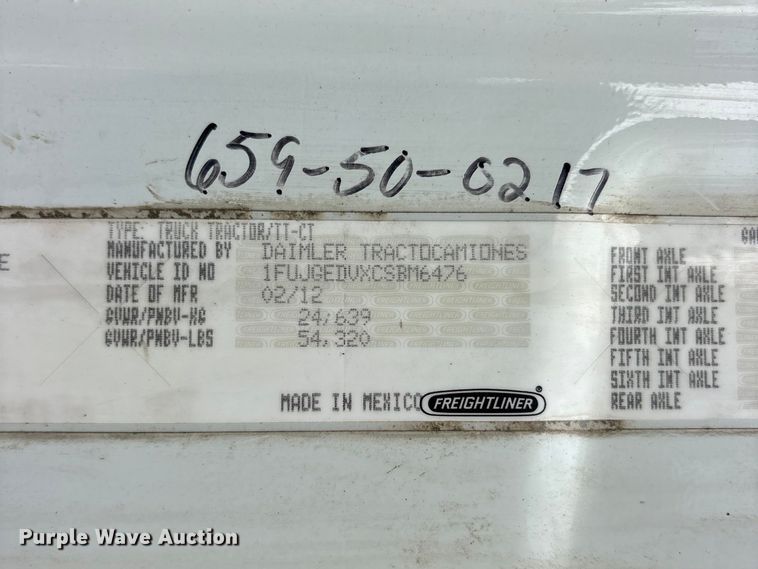 659-50-0217
TYPE: TRUCK TRACTOR/TT-CT
MANUFACTURED BY DAIMLER TRACTOCAMIONES
VEHICLE ID NO 1FUJGEDVXCSBM6476
DATE OF MFR 02/12
GVWR/PNBV-KG 24,639
GVWR/PNBV-LBS 54,320
MADE IN MEXICO FREIGHTLINER®
E
GA
FRONT AXLE
FIRST INT AXLE
SECOND INT AXLE
THIRD INT AXLE
FOURTH INT AXLE
FIFTH INT AXLE
SIXTH INT AXLE
REAR AXLE
Purple Wave Auction